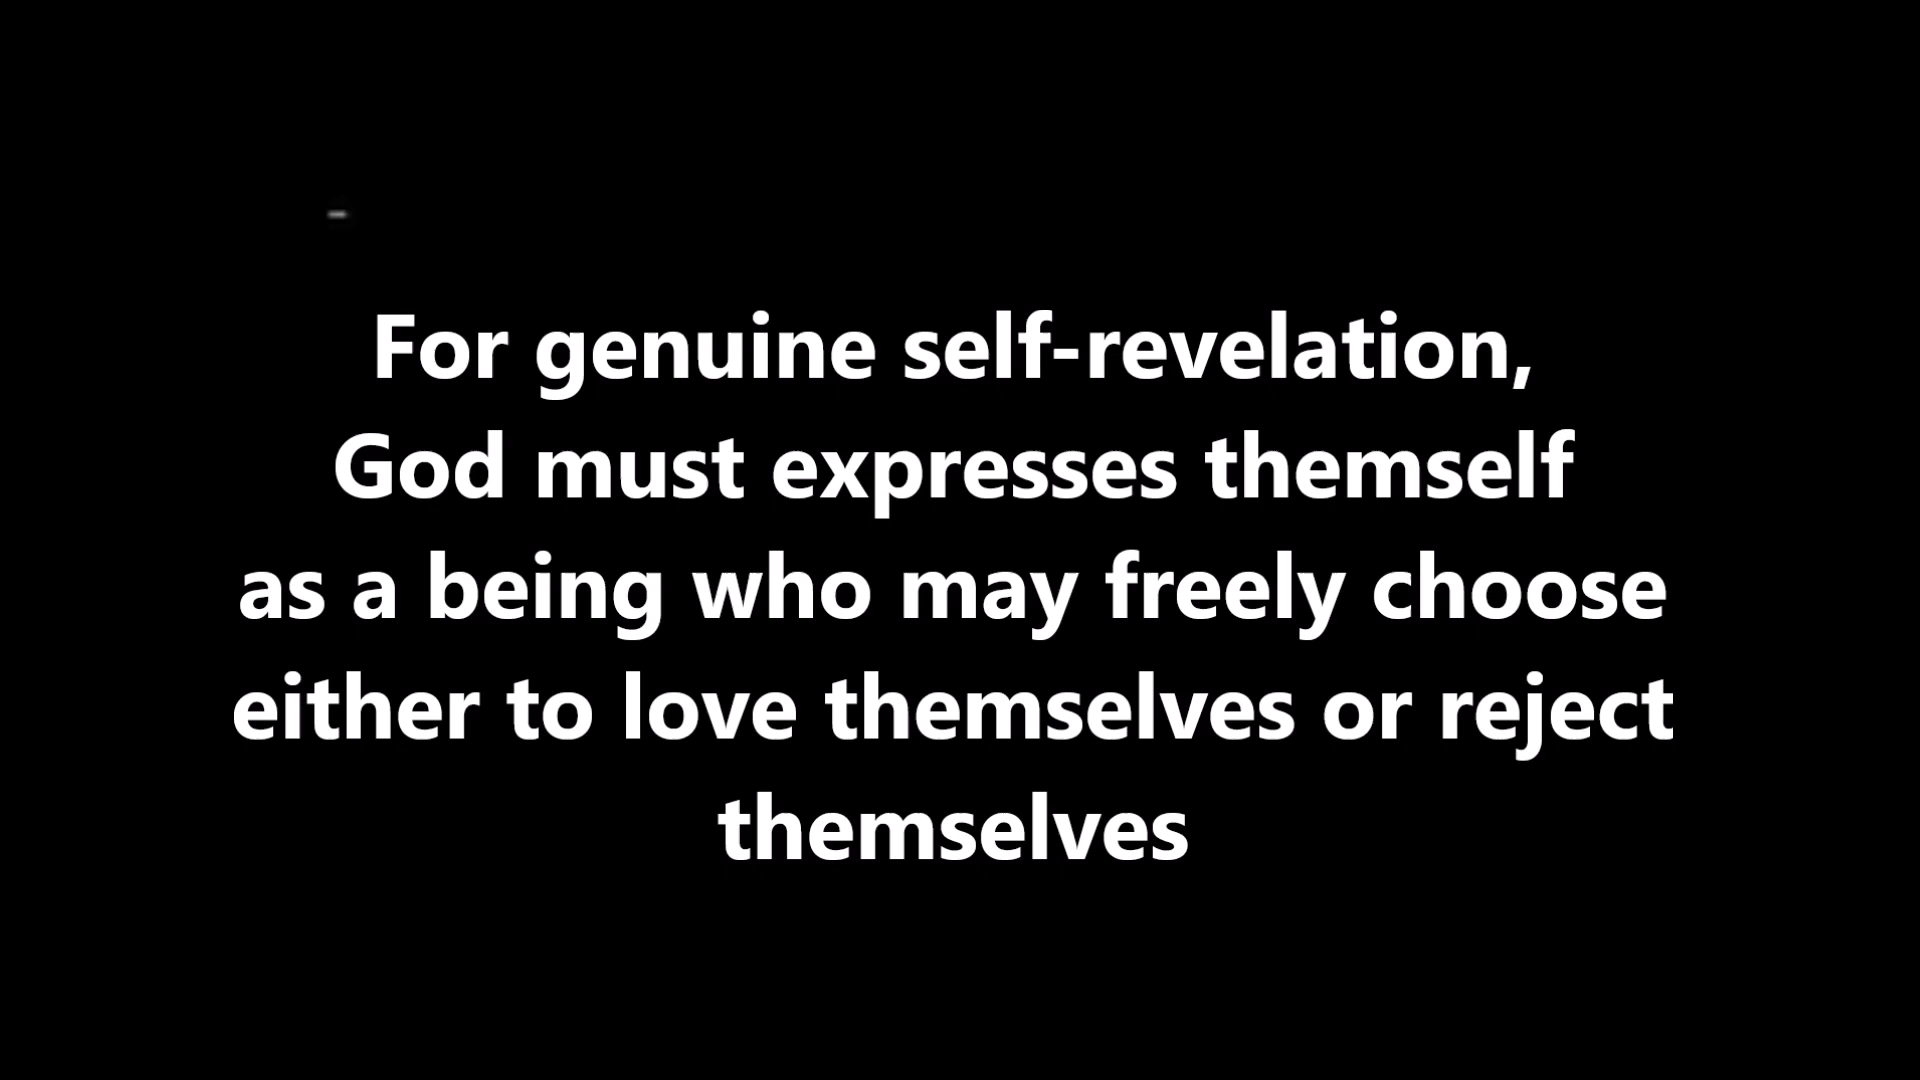 For genuine self-revelation,
God must expresses themself
as a being who may freely choose
either to love themselves or reject
themselves